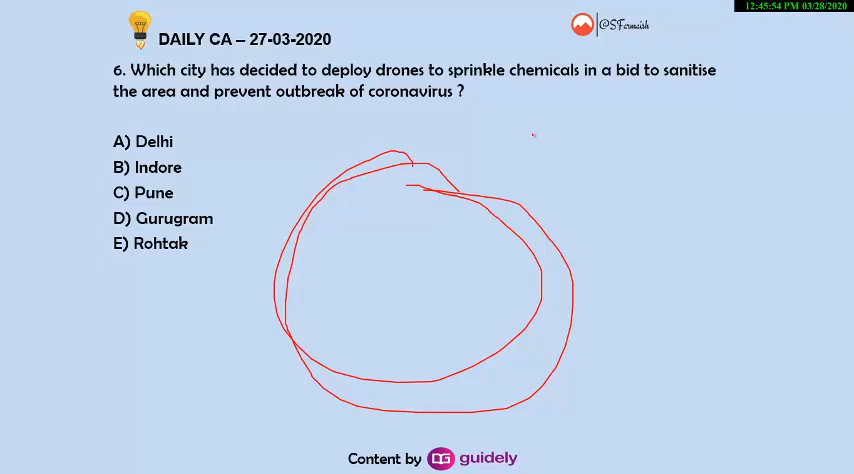 12:45:54 PM 03/28/2020
@SFarmaish
DAILY CA – 27-03-2020
6. Which city has decided to deploy drones to sprinkle chemicals in a bid to sanitise
the area and prevent outbreak of coronavirus ?
A) Delhi
B) Indore
C) Pune
D) Gurugram
E) Rohtak
Content by DG guidely